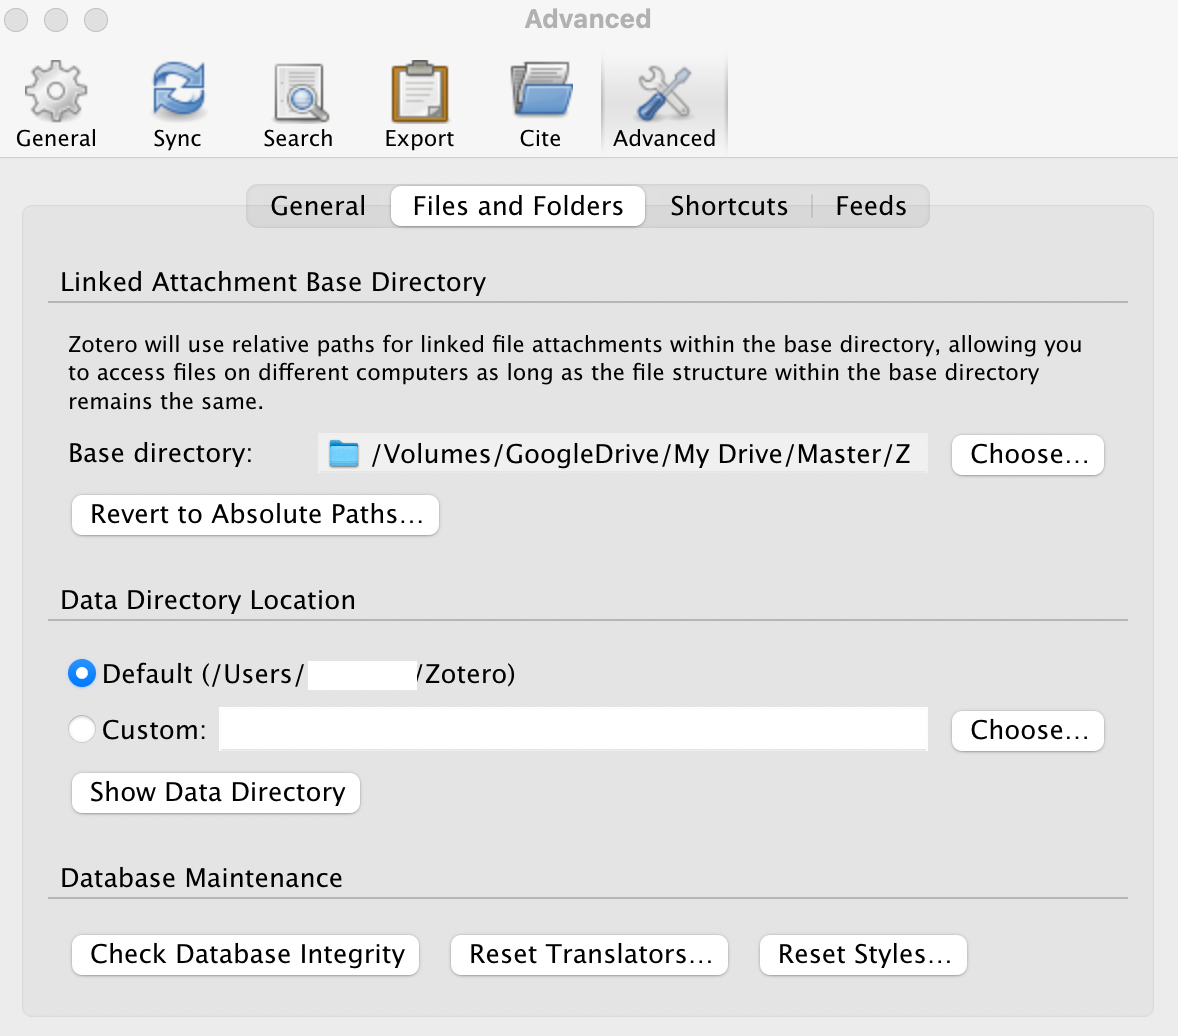 Advanced
General
Sync
Search
Export
Cite
Advanced
General
Files and Folders
Shortcuts
Feeds
Linked Attachment Base Directory
Zotero will use relative paths for linked file attachments within the base directory, allowing you
to access files on different computers as long as the file structure within the base directory
remains the same.
Base directory: /Volumes/GoogleDrive/My Drive/Master/Z Choose...
Revert to Absolute Paths...
Data Directory Location
Default (/Users/ /Zotero)
Custom: Choose...
Show Data Directory
Database Maintenance
Check Database Integrity Reset Translators... Reset Styles...